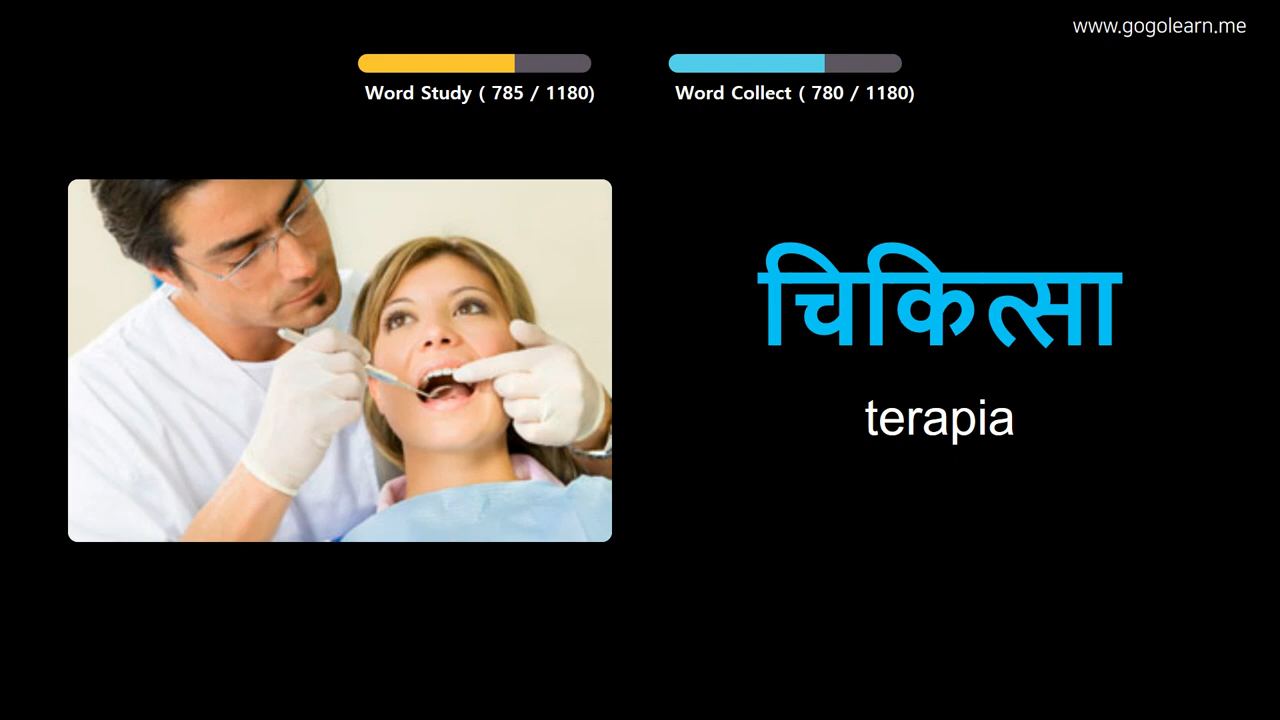 www.gogolearn.me
Word Study ( 785 / 1180)
Word Collect ( 780 / 1180)
चिकित्सा
terapia